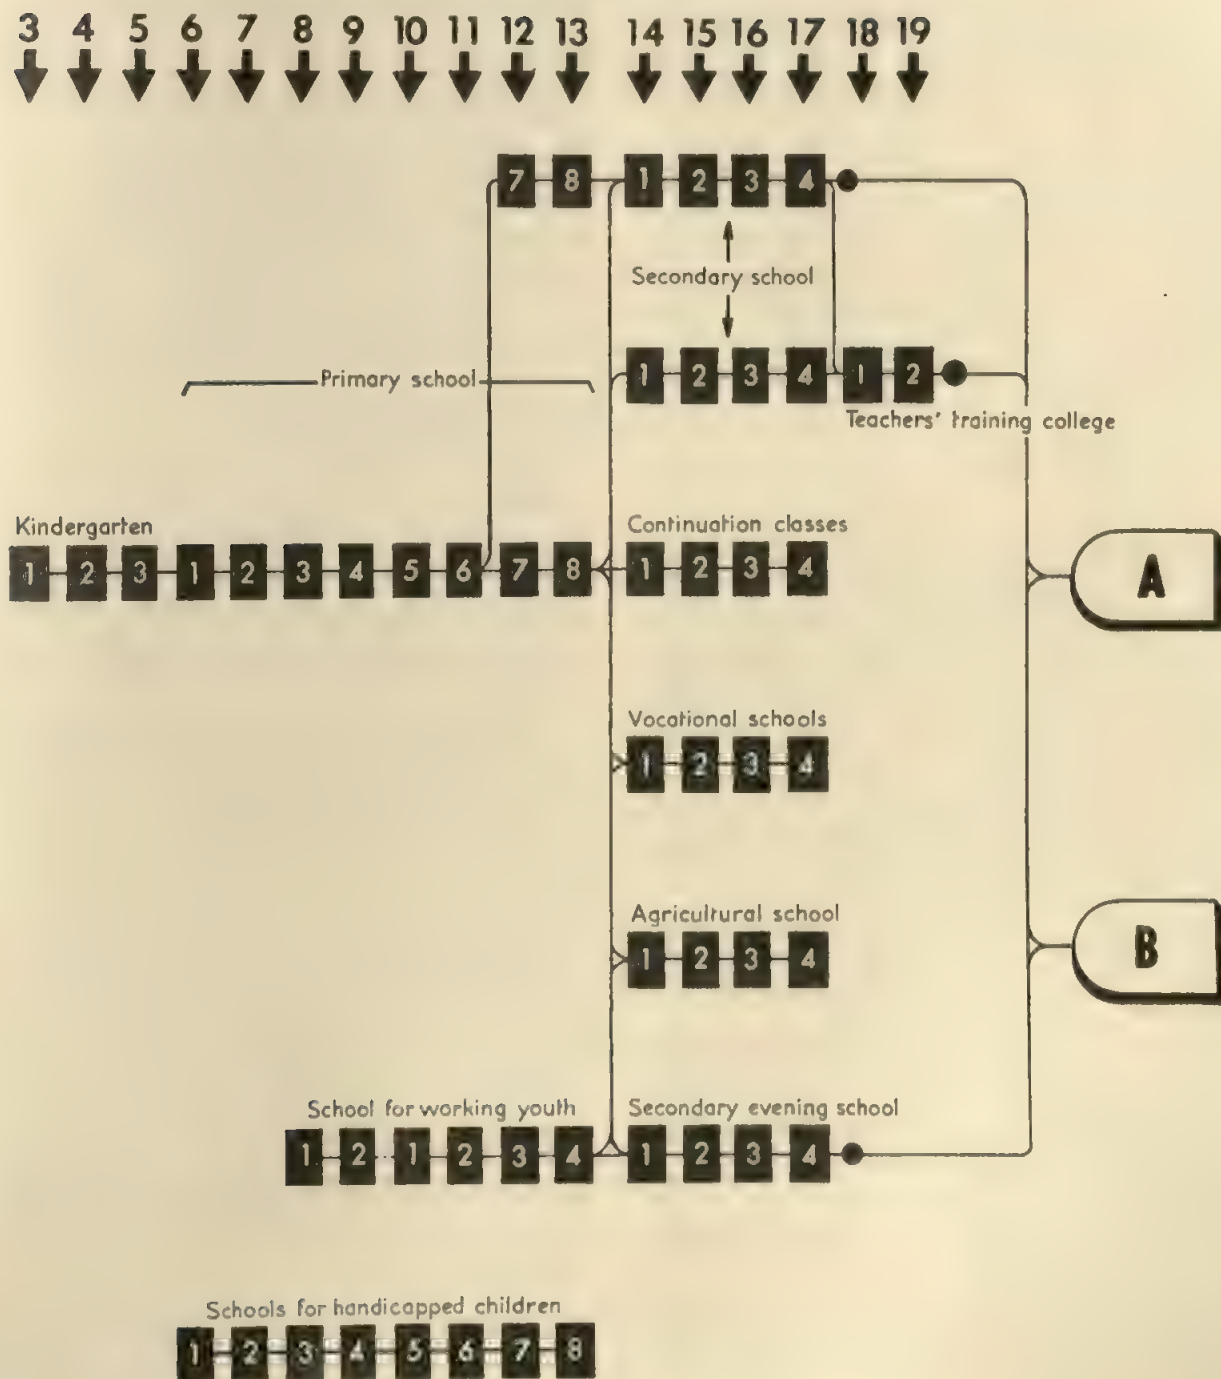 3 4 5 6 7 8 9 10 11 12 13 14 15 16 17 18 19
7 8 1 2 3 4
Secondary school
1 2 3 4 1 2
Primary school
Teachers' training college
Kindergarten
Continuation classes
1 2 3 1 2 3 4 5 6 7 8 1 2 3 4
A
Vocational schools
1 2 3 4
Agricultural school
B
1 2 3 4
School for working youth
Secondary evening school
1 2 1 2 3 4 1 2 3 4
Schools for handicapped children
1 2 3 4 5 6 7 8